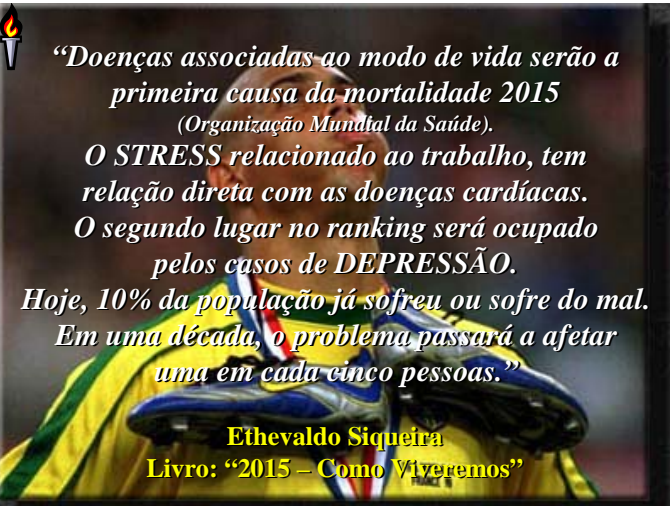 “Doenças associadas ao modo de vida serão a
primeira causa da mortalidade 2015
(Organização Mundial da Saúde).
O STRESS relacionado ao trabalho, tem
relação direta com as doenças cardíacas.
O segundo lugar no ranking será ocupado
pelos casos de DEPRESSÃO.
Hoje, 10% da população já sofreu ou sofre do mal.
Em uma década, o problema passará a afetar
uma em cada cinco pessoas.”
Ethevaldo Siqueira
Livro: “2015 – Como Viveremos”